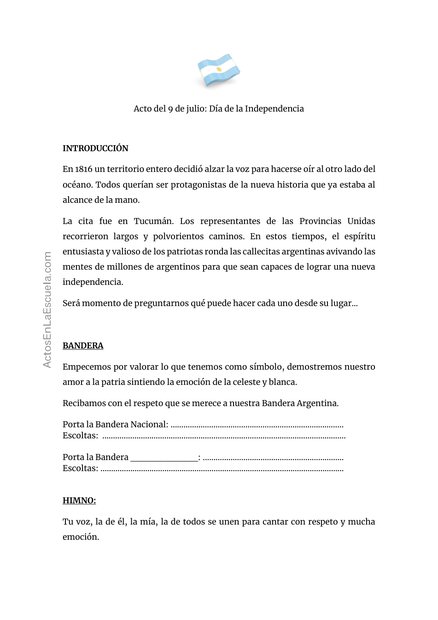 Acto del 9 de julio: Día de la Independencia
INTRODUCCIÓN
En 1816 un territorio entero decidió alzar la voz para hacerse oír al otro lado del
océano. Todos querían ser protagonistas de la nueva historia que ya estaba al
alcance de la mano.
La cita fue en Tucumán. Los representantes de las Provincias Unidas
recorrieron largos y polvorientos caminos. En estos tiempos, el espíritu
entusiasta y valioso de los patriotas ronda las callecitas argentinas avivando las
mentes de millones de argentinos para que sean capaces de lograr una nueva
independencia.
Será momento de preguntarnos qué puede hacer cada uno desde su lugar...
BANDERA
Empecemos por valorar lo que tenemos como símbolo, demostremos nuestro
amor a la patria sintiendo la emoción de la celeste y blanca.
Recibamos con el respeto que se merece a nuestra Bandera Argentina.
Porta la Bandera Nacional: ......................................................................
Escoltas: ..................................................................................................
Porta la Bandera ______________: .........................................................
Escoltas: ..................................................................................................
HIMNO:
Tu voz, la de él, la mía, la de todos se unen para cantar con respeto y mucha
emoción.
ActosEnLaEscuela.com